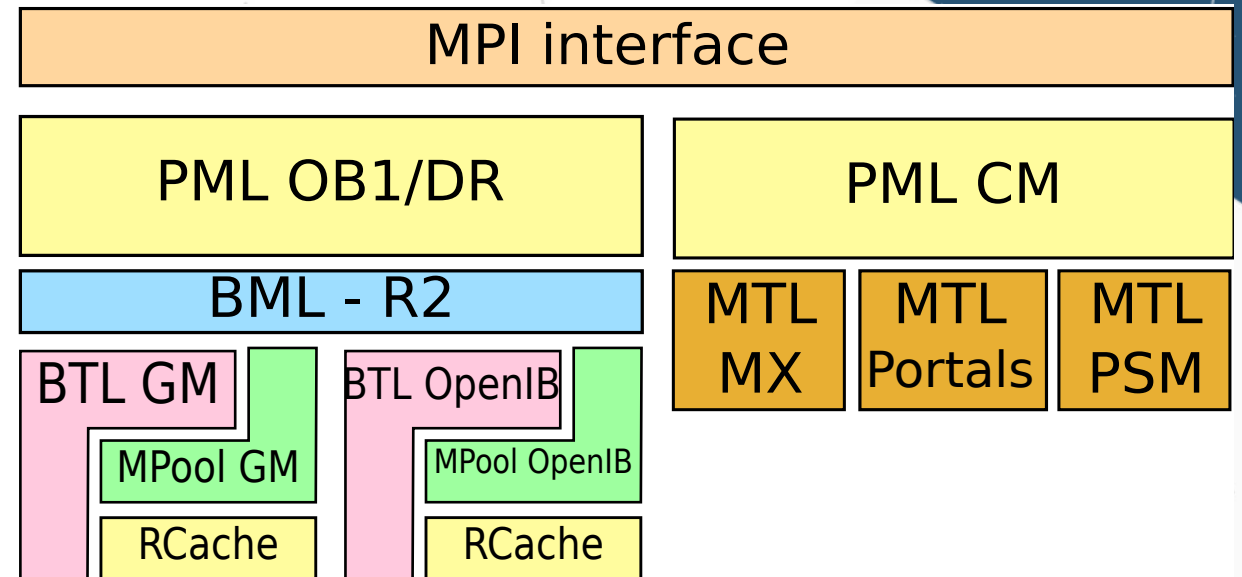 MPI interface
PML OB1/DR
PML CM
BML - R2
MTL
MX
MTL
Portals
MTL
PSM
BTL GM
MPool GM
RCache
BTL OpenIB
MPool OpenIB
RCache